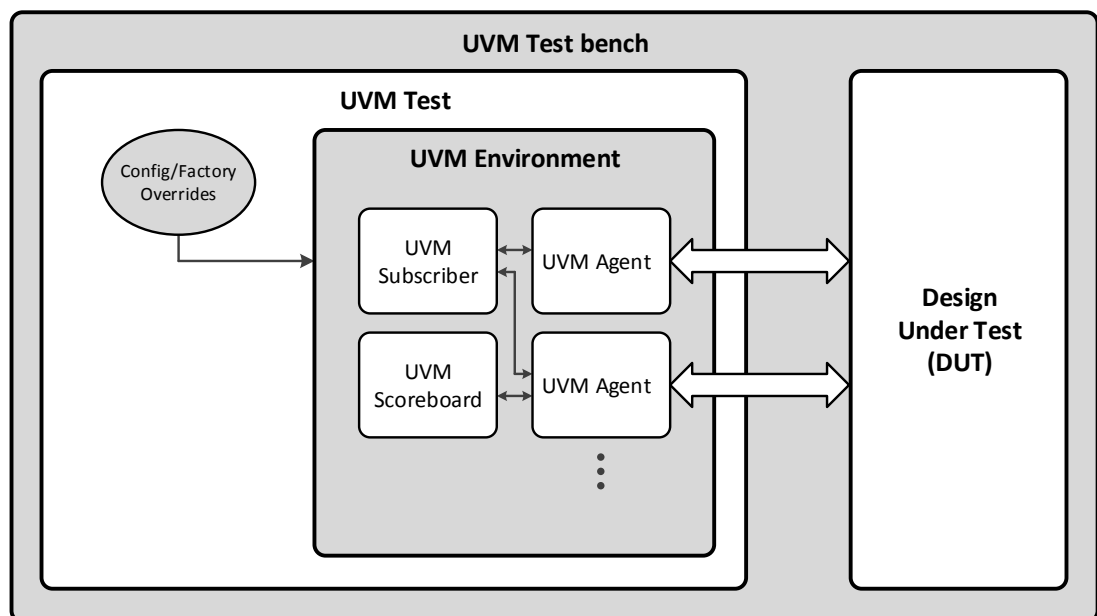 UVM Test bench
UVM Test
Config/Factory
Overrides
UVM Environment
UVM
Subscriber
UVM Agent
UVM
Scoreboard
UVM Agent
Design
Under Test
(DUT)